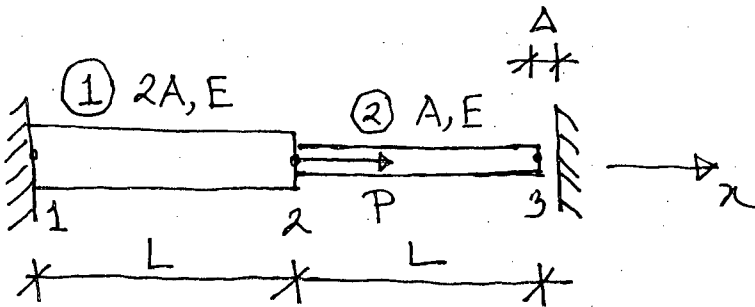 Δ
① 2A, E
② A, E
P
1 2 3
x
L L